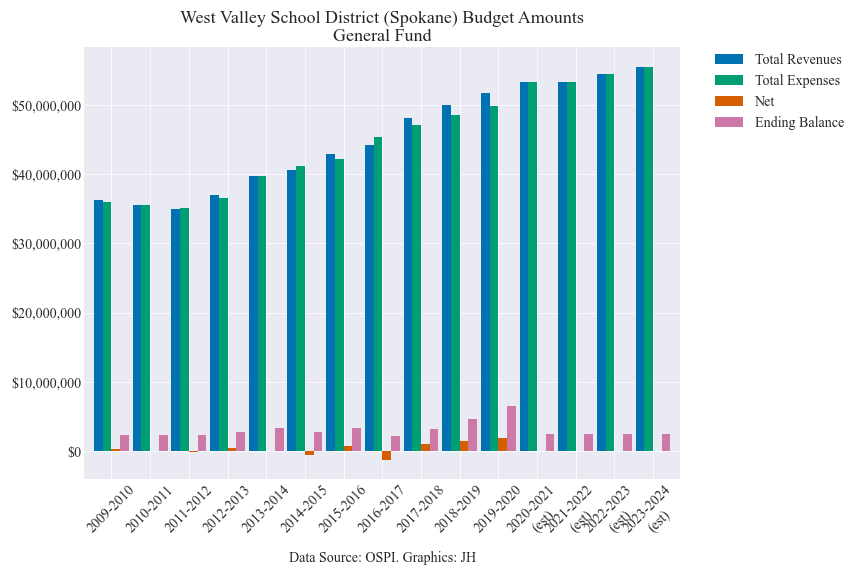 West Valley School District (Spokane) Budget Amounts
General Fund
Total Revenues
Total Expenses
Net
Ending Balance
$50,000,000
$40,000,000
$30,000,000
$20,000,000
$10,000,000
$0
2009-2010
2010-2011
2011-2012
2012-2013
2013-2014
2014-2015
2015-2016
2016-2017
2017-2018
2018-2019
2019-2020
2020-2021
(est)
2021-2022
(est)
2022-2023
(est)
2023-2024
(est)
Data Source: OSPI. Graphics: JH